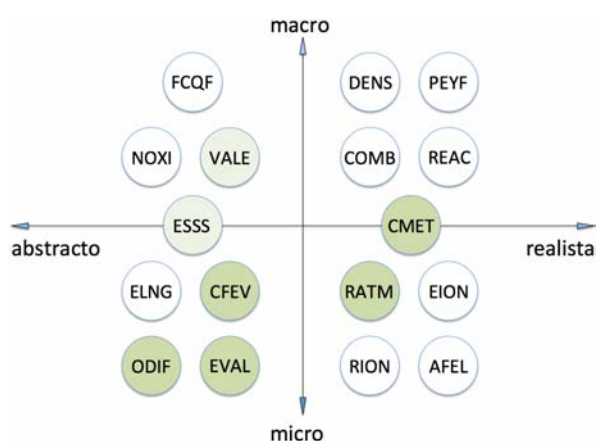 macro
FCQF DENS PEYF
NOXI VALE COMB REAC
ESSS CMET
abstracto realista
ELNG CFEV RATM EION
ODIF EVAL RION AFEL
micro